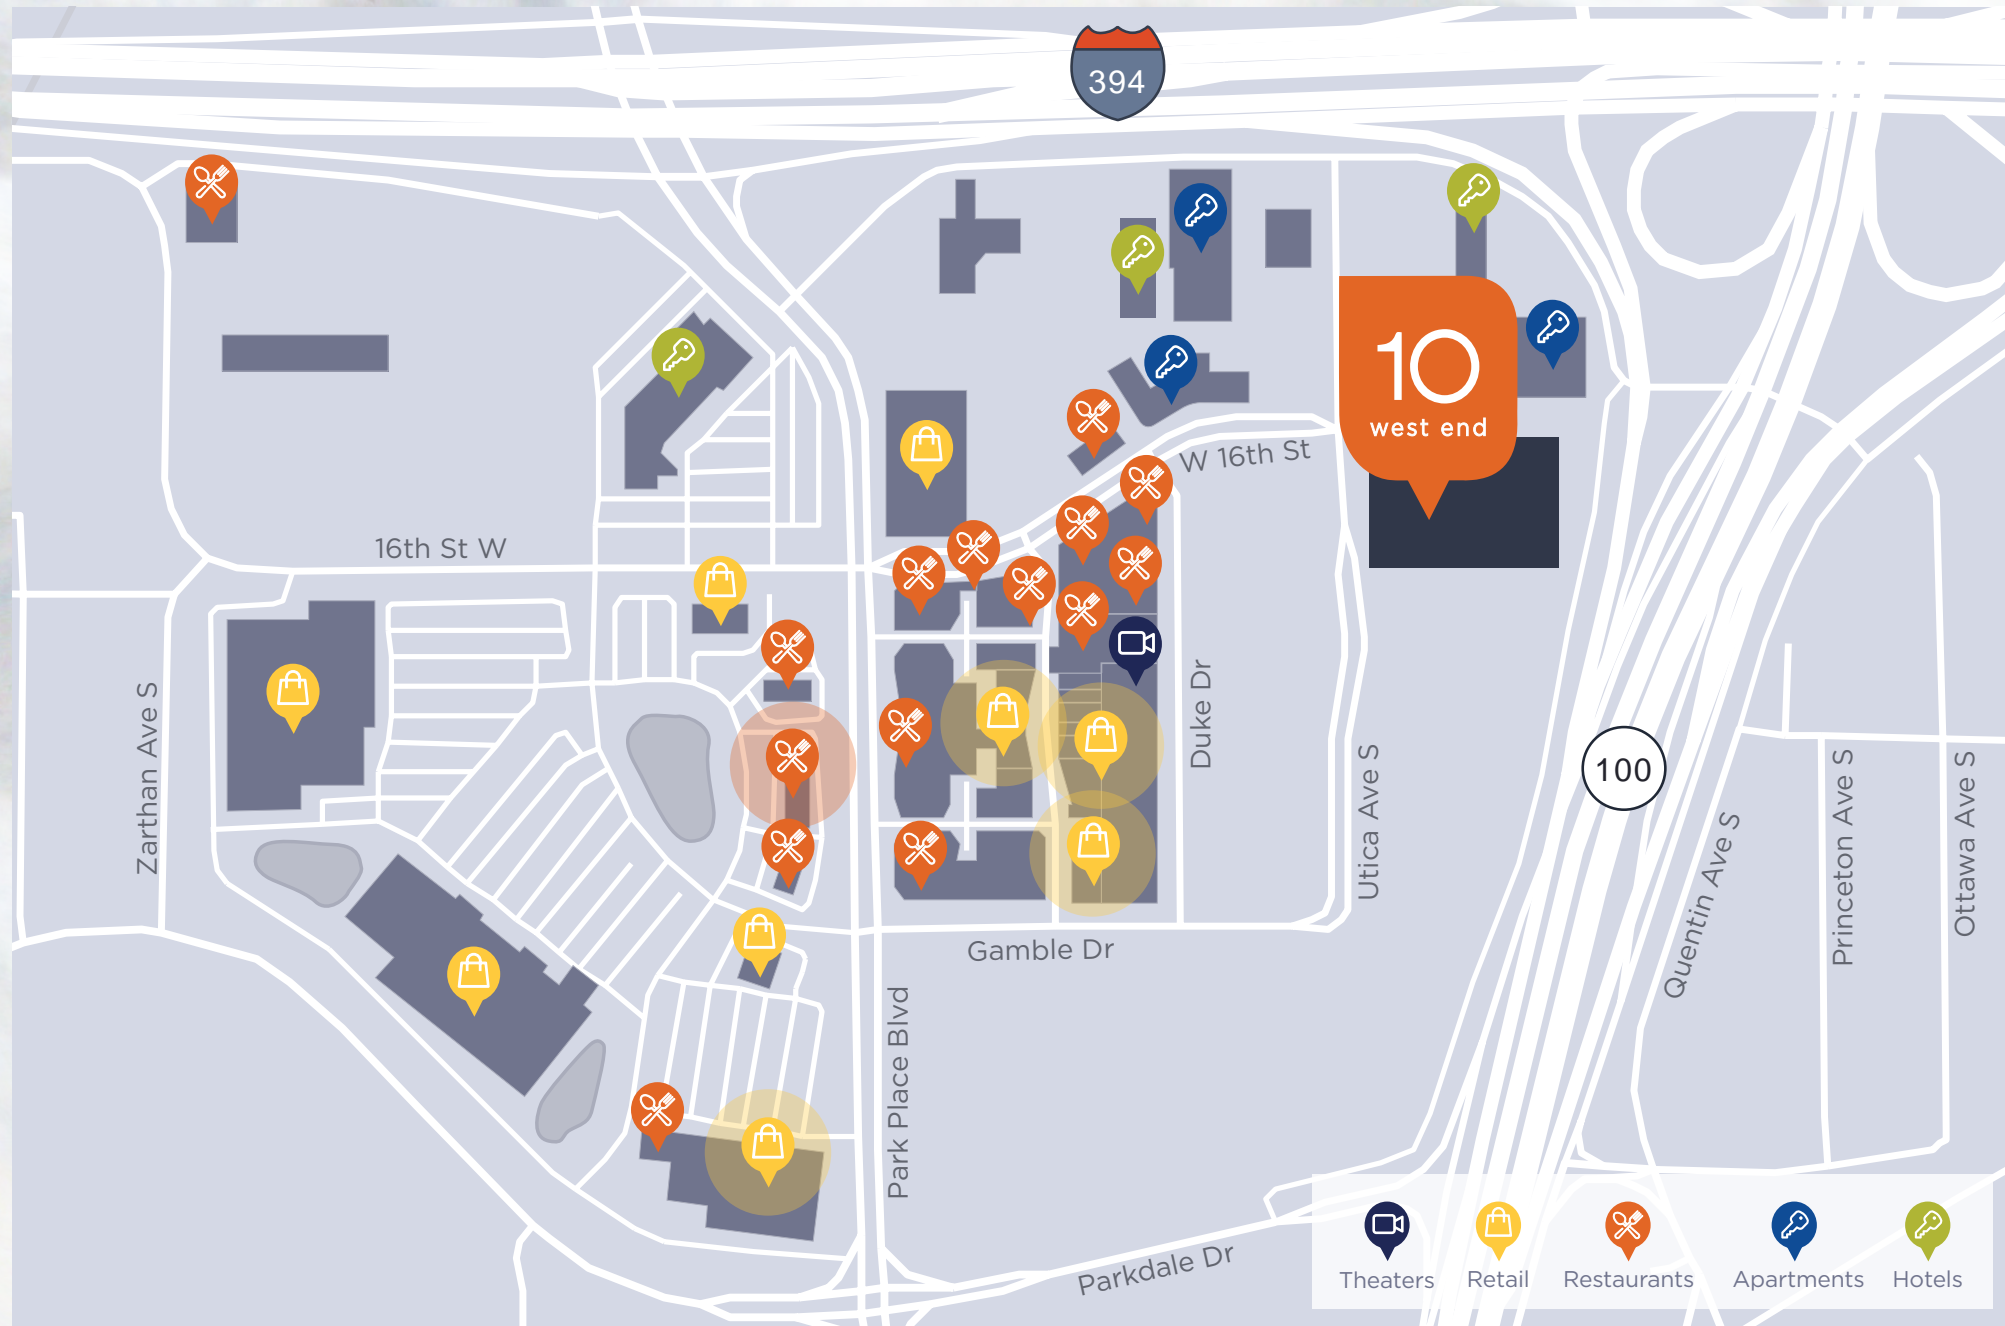 394
10
west end
W 16th St
16th St W
Zarthan Ave S
Duke Dr
Utica Ave S
100
Princeton Ave S
Ottawa Ave S
Quentin Ave S
Gamble Dr
Park Place Blvd
Parkdale Dr
Theaters
Retail
Restaurants
Apartments
Hotels